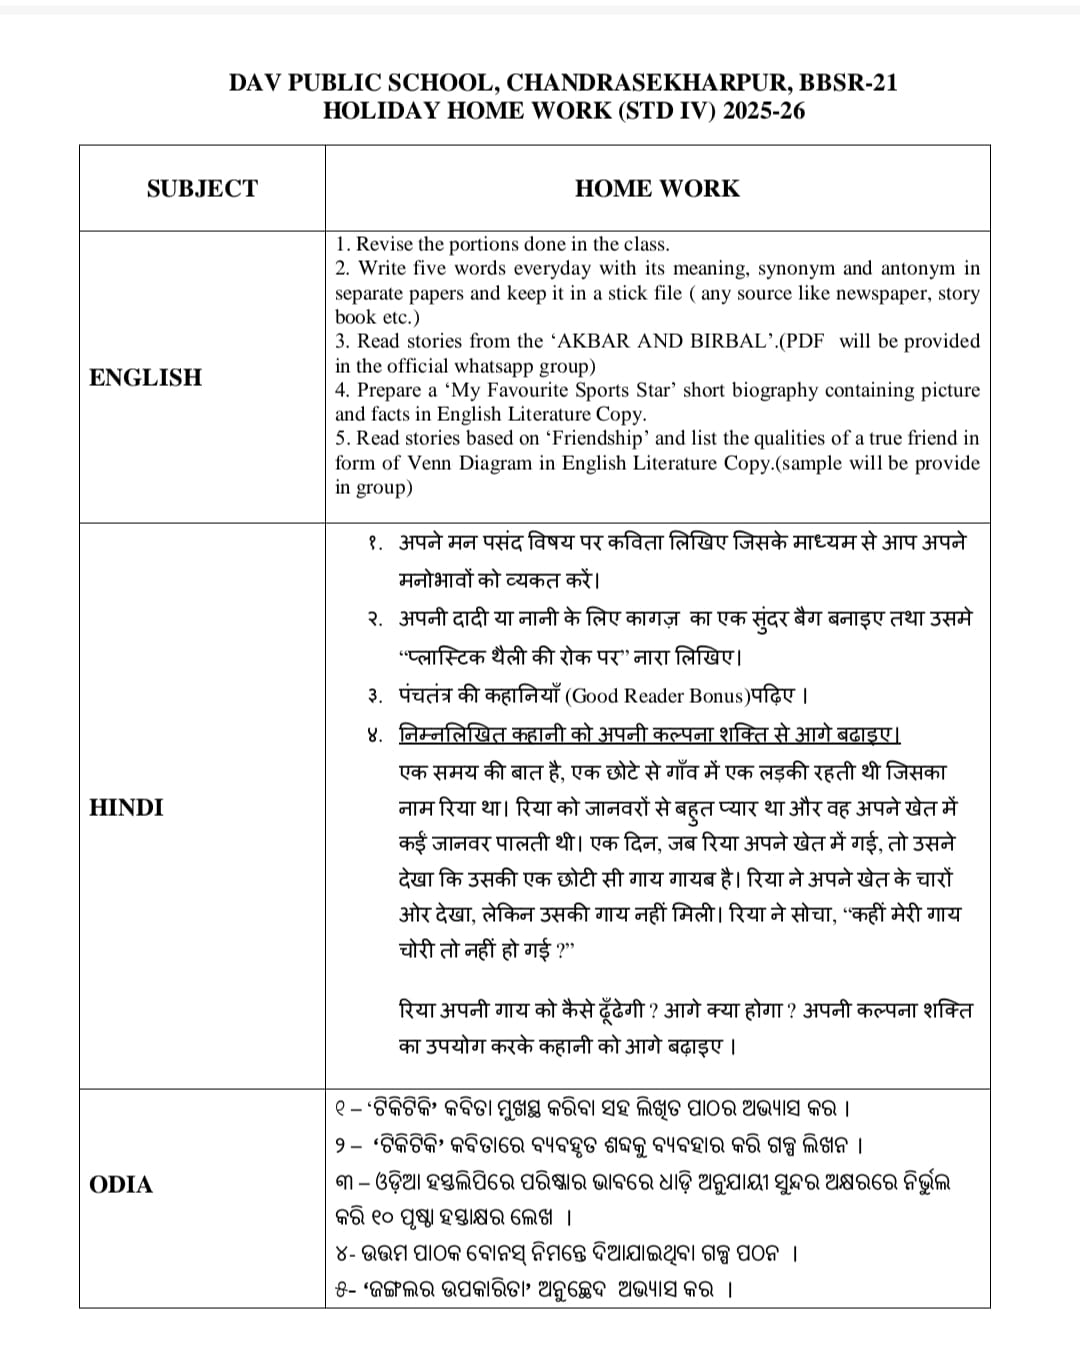 DAV PUBLIC SCHOOL, CHANDRASEKHARPUR, BBSR-21
HOLIDAY HOME WORK (STD IV) 2025-26
SUBJECT
HOME WORK
ENGLISH
1. Revise the portions done in the class.
2. Write five words everyday with its meaning, synonym and antonym in
separate papers and keep it in a stick file ( any source like newspaper, story
book etc.)
3. Read stories from the ‘AKBAR AND BIRBAL’.(PDF will be provided
in the official whatsapp group)
4. Prepare a ‘My Favourite Sports Star’ short biography containing picture
and facts in English Literature Copy.
5. Read stories based on ‘Friendship’ and list the qualities of a true friend in
form of Venn Diagram in English Literature Copy.(sample will be provide
in group)
HINDI
१. अपने मन पसंद विषय पर कविता लिखिए जिसके माध्यम से आप अपने
मनोभावों को व्यकत करें।
२. अपनी दादी या नानी के लिए कागज़ का एक सुंदर बैग बनाइए तथा उसमे
“प्लास्टिक थैली की रोक पर” नारा लिखिए।
३. पंचतंत्र की कहानियाँ (Good Reader Bonus)पढ़िए ।
४. निम्नलिखित कहानी को अपनी कल्पना शक्ति से आगे बढाइए।
एक समय की बात है, एक छोटे से गाँव में एक लड़की रहती थी जिसका
नाम रिया था। रिया को जानवरों से बहुत प्यार था और वह अपने खेत में
कई जानवर पालती थी। एक दिन, जब रिया अपने खेत में गई, तो उसने
देखा कि उसकी एक छोटी सी गाय गायब है। रिया ने अपने खेत के चारों
ओर देखा, लेकिन उसकी गाय नहीं मिली। रिया ने सोचा, “कहीं मेरी गाय
चोरी तो नहीं हो गई ?”
रिया अपनी गाय को कैसे ढूँढेगी ? आगे क्या होगा ? अपनी कल्पना शक्ति
का उपयोग करके कहानी को आगे बढ़ाइए ।
ODIA
୧ – ‘ଟିକିଟିକି’ କବିତା ମୁଖସ୍ଥ କରିବା ସହ ଲିଖିତ ପାଠର ଅଭ୍ୟାସ କର ।
୨ – ‘ଟିକିଟିକି’ କବିତାରେ ବ୍ୟବହୃତ ଶବ୍ଦକୁ ବ୍ୟବହାର କରି ଗଳ୍ପ ଲିଖନ ।
୩ – ଓଡ଼ିଆ ହସ୍ତଲିପିରେ ପରିଷ୍କାର ଭାବରେ ଧାଡ଼ି ଅନୁଯାୟୀ ସୁନ୍ଦର ଅକ୍ଷରରେ ନିର୍ଭୁଲ
କରି ୧୦ ପୃଷ୍ଠା ହସ୍ତାକ୍ଷର ଲେଖ ।
୪- ଉତ୍ତମ ପାଠକ ବୋନସ୍ ନିମନ୍ତେ ଦିଆଯାଇଥିବା ଗଳ୍ପ ପଠନ ।
୫- ‘ଜଙ୍ଗଲର ଉପକାରିତା’ ଅନୁଚ୍ଛେଦ ଅଭ୍ୟାସ କର ।